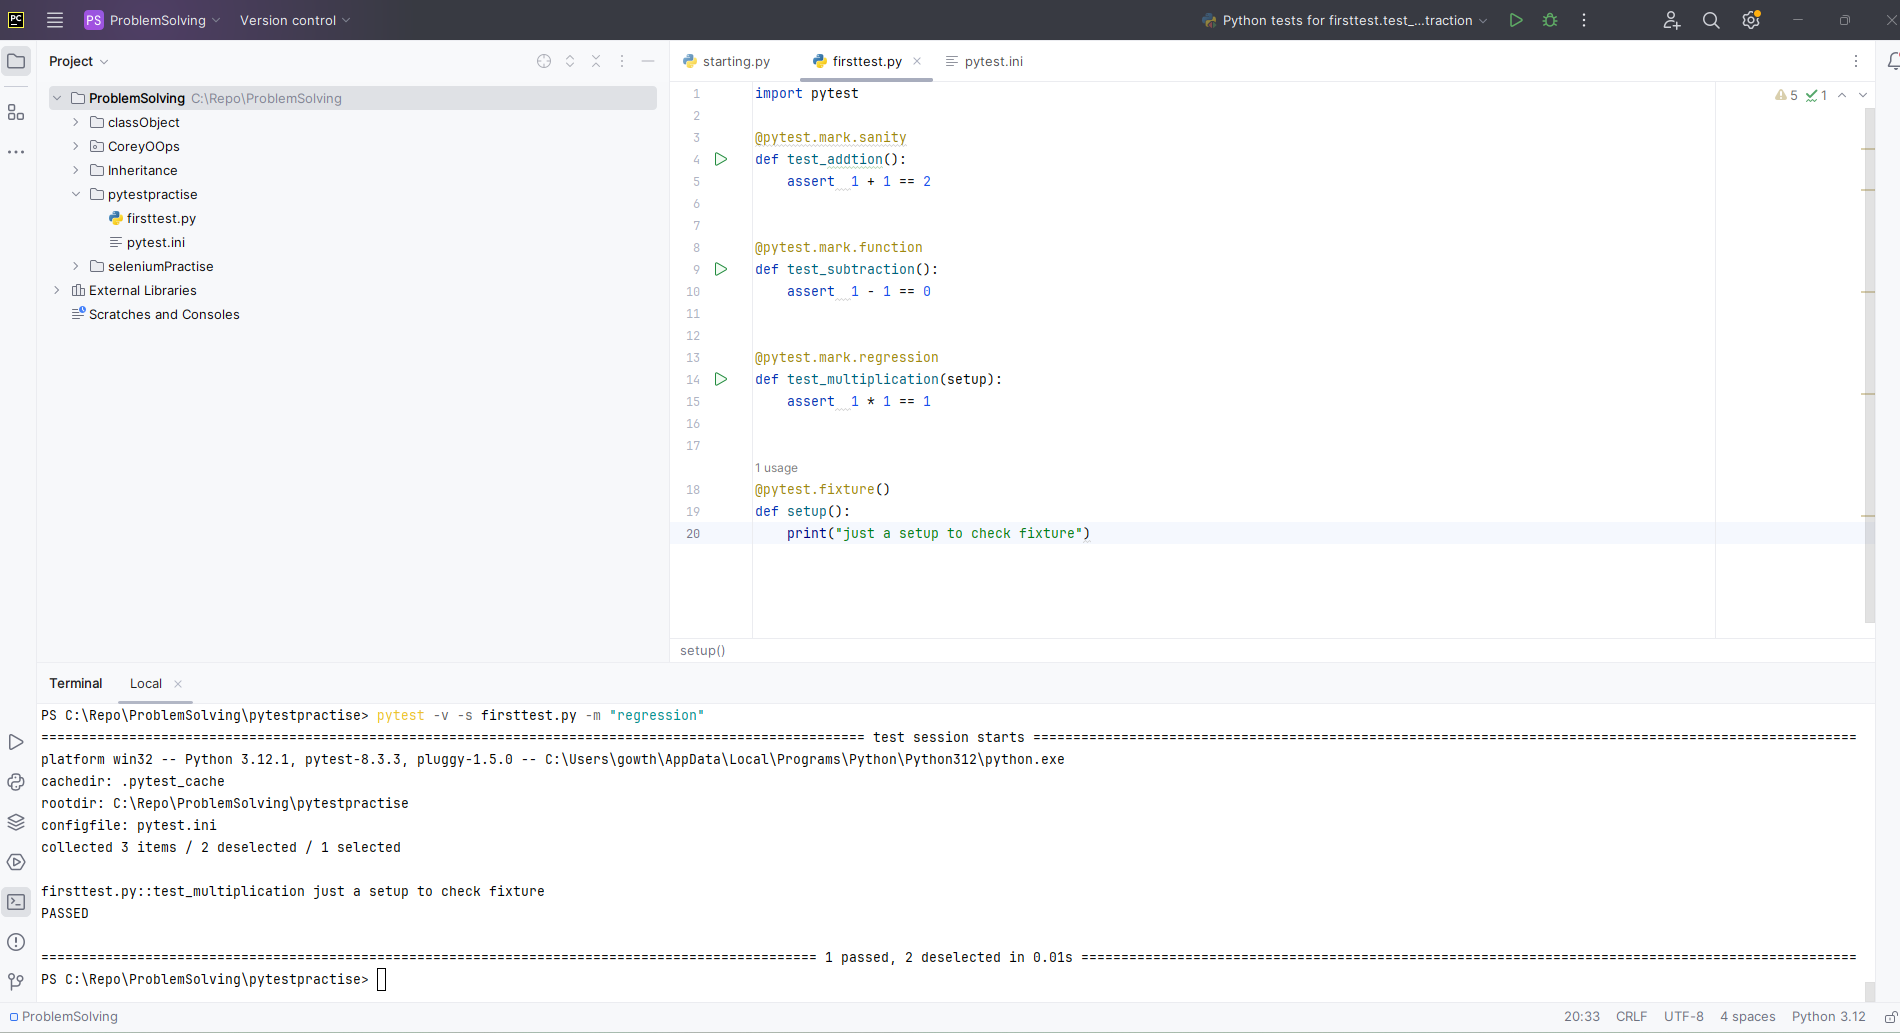 PC PS ProblemSolving Version control Python tests for firsttest.test_...traction
Project
ProblemSolving C:\Repo\ProblemSolving
classObject
CoreyOOps
Inheritance
pytestpractise
firsttest.py
pytest.ini
seleniumPractise
External Libraries
Scratches and Consoles
starting.py firsttest.py pytest.ini
5 1
1 import pytest
2
3 @pytest.mark.sanity
4 def test_addtion():
5     assert  1 + 1 == 2
6
7
8 @pytest.mark.function
9 def test_subtraction():
10     assert  1 - 1 == 0
11
12
13 @pytest.mark.regression
14 def test_multiplication(setup):
15     assert  1 * 1 == 1
16
17
1 usage
18 @pytest.fixture()
19 def setup():
20     print("just a setup to check fixture")
setup()
Terminal Local
PS C:\Repo\ProblemSolving\pytestpractise> pytest -v -s firsttest.py -m "regression"
======================================================================================================= test session starts =======================================================================================================
platform win32 -- Python 3.12.1, pytest-8.3.3, pluggy-1.5.0 -- C:\Users\gowth\AppData\Local\Programs\Python\Python312\python.exe
cachedir: .pytest_cache
rootdir: C:\Repo\ProblemSolving\pytestpractise
configfile: pytest.ini
collected 3 items / 2 deselected / 1 selected
firsttest.py::test_multiplication just a setup to check fixture
PASSED
================================================================================================= 1 passed, 2 deselected in 0.01s =================================================================================================
PS C:\Repo\ProblemSolving\pytestpractise>
ProblemSolving 20:33 CRLF UTF-8 4 spaces Python 3.12